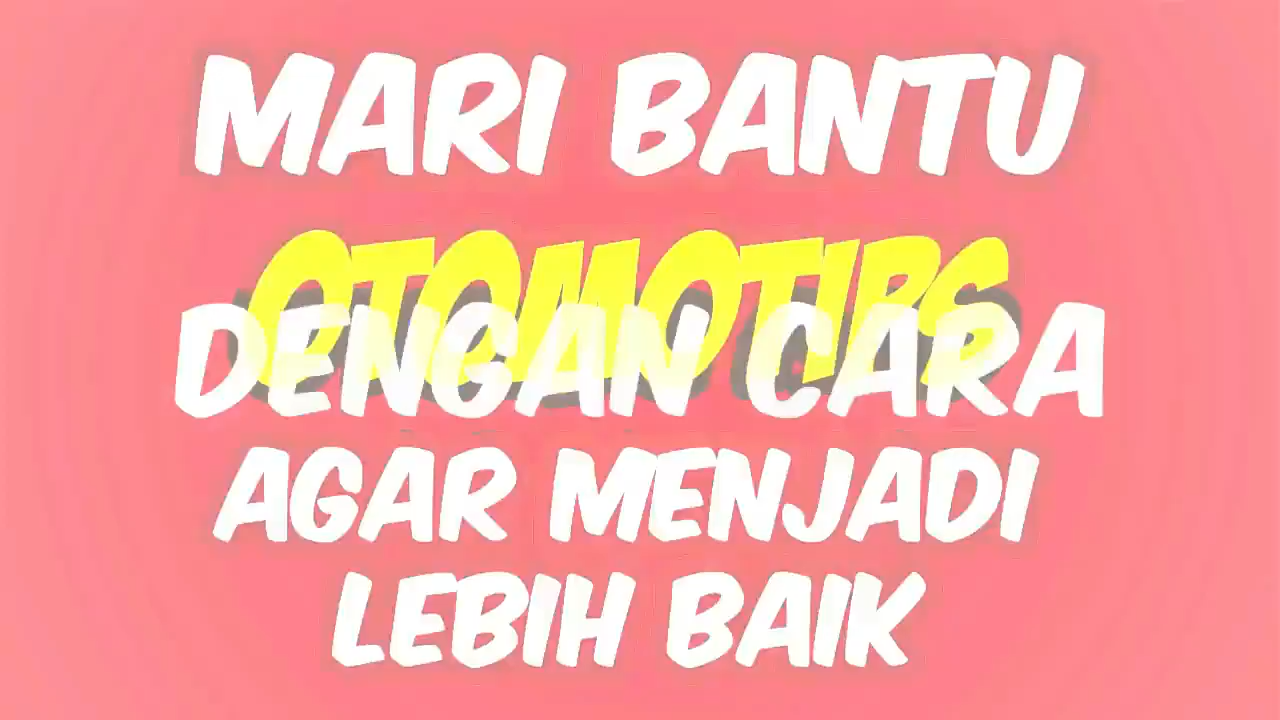 MARI BANTU
OTOMOTIPS
DENGAN CARA
AGAR MENJADI
LEBIH BAIK